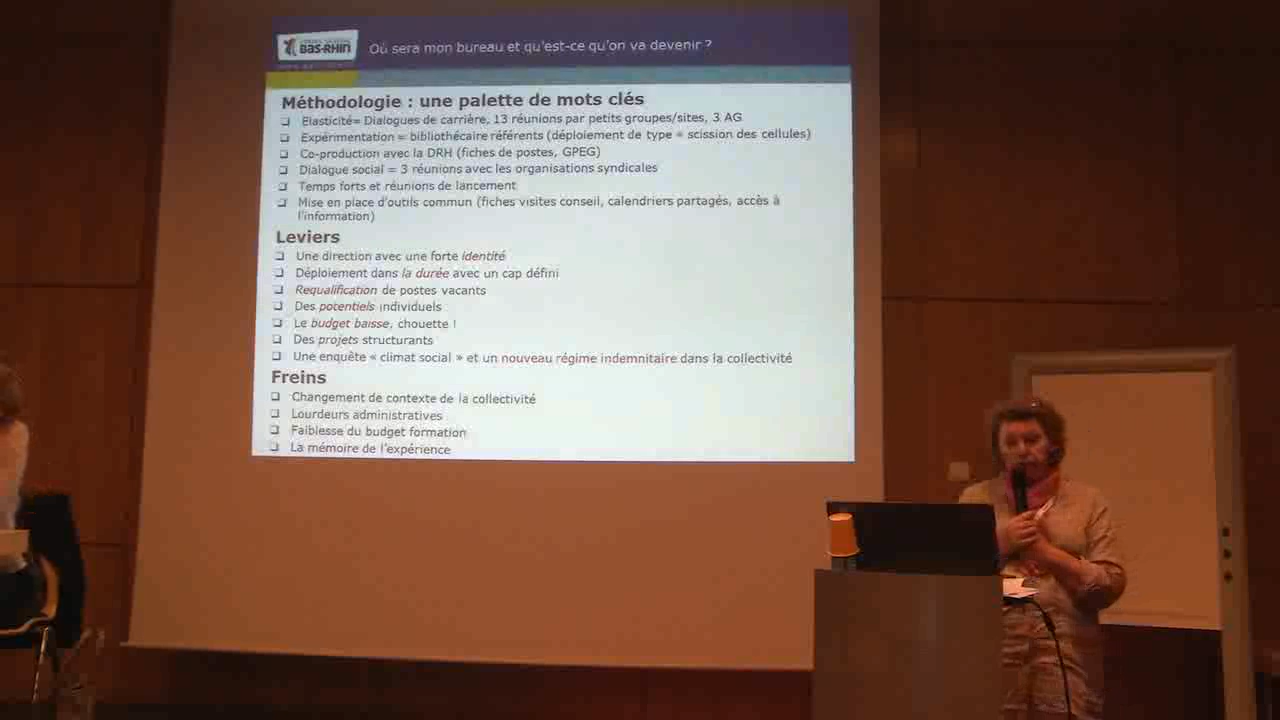 BAS-RHIN
Où sera mon bureau et qu'est-ce qu'on va devenir ?
Méthodologie : une palette de mots clés
Elasticité= Dialogues de carrière, 13 réunions par petits groupes/sites, 3 AG
Expérimentation = bibliothécaire référents (déploiement de type « scission des cellules)
Co-production avec la DRH (fiches de postes, GPEG)
Dialogue social = 3 réunions avec les organisations syndicales
Temps forts et réunions de lancement
Mise en place d'outils commun (fiches visites conseil, calendriers partagés, accès à
l'information)
Leviers
Une direction avec une forte identité
Déploiement dans la durée avec un cap défini
Requalification de postes vacants
Des potentiels individuels
Le budget baisse, chouette !
Des projets structurants
Une enquête « climat social » et un nouveau régime indemnitaire dans la collectivité
Freins
Changement de contexte de la collectivité
Lourdeurs administratives
Faiblesse du budget formation
La mémoire de l'expérience